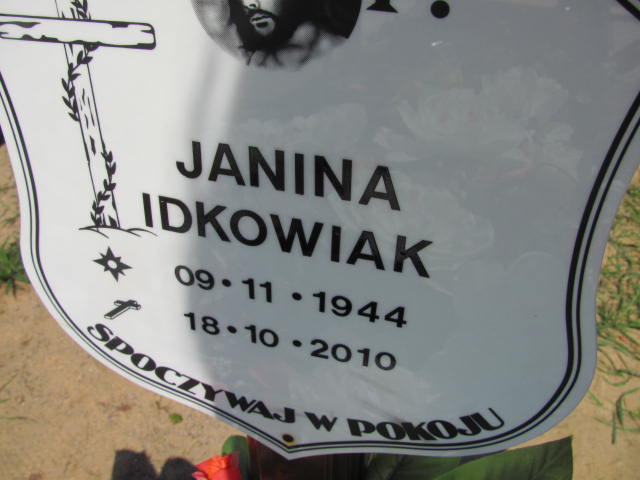 JANINA
IDKOWIAK
09·11·1944
18·10·2010
SPOCZYWAJ W POKOJU